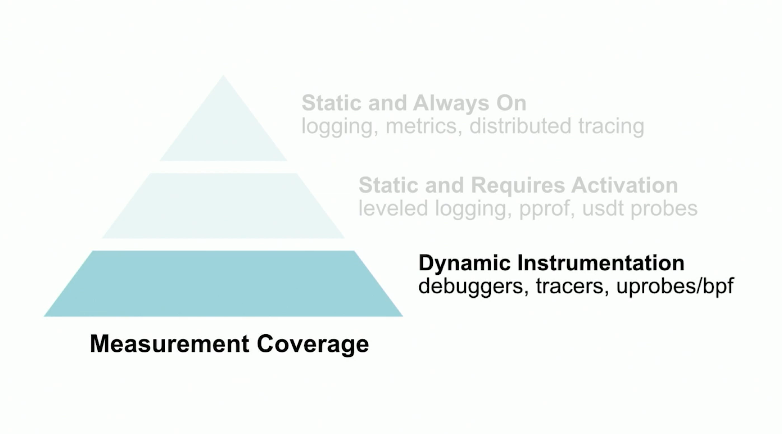 Static and Always On
logging, metrics, distributed tracing
Static and Requires Activation
leveled logging, pprof, usdt probes
Dynamic Instrumentation
debuggers, tracers, uprobes/bpf
Measurement Coverage